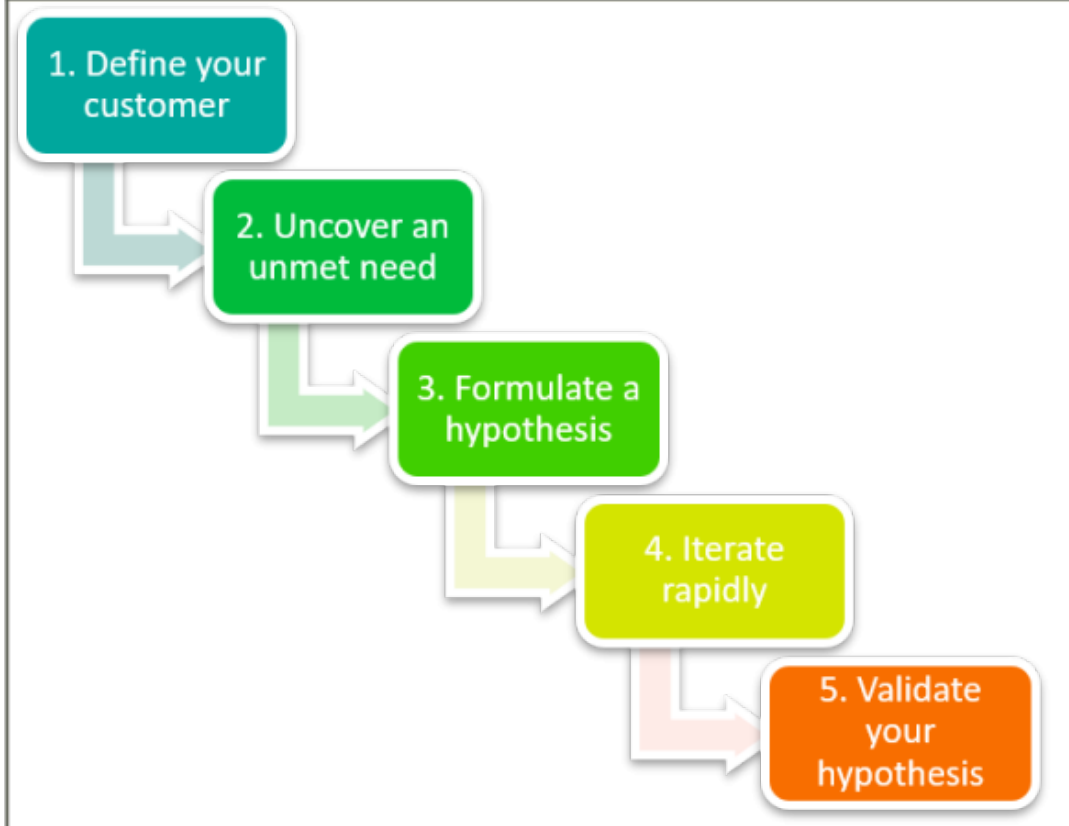 1. Define your
customer
2. Uncover an
unmet need
3. Formulate a
hypothesis
4. Iterate
rapidly
5. Validate
your
hypothesis